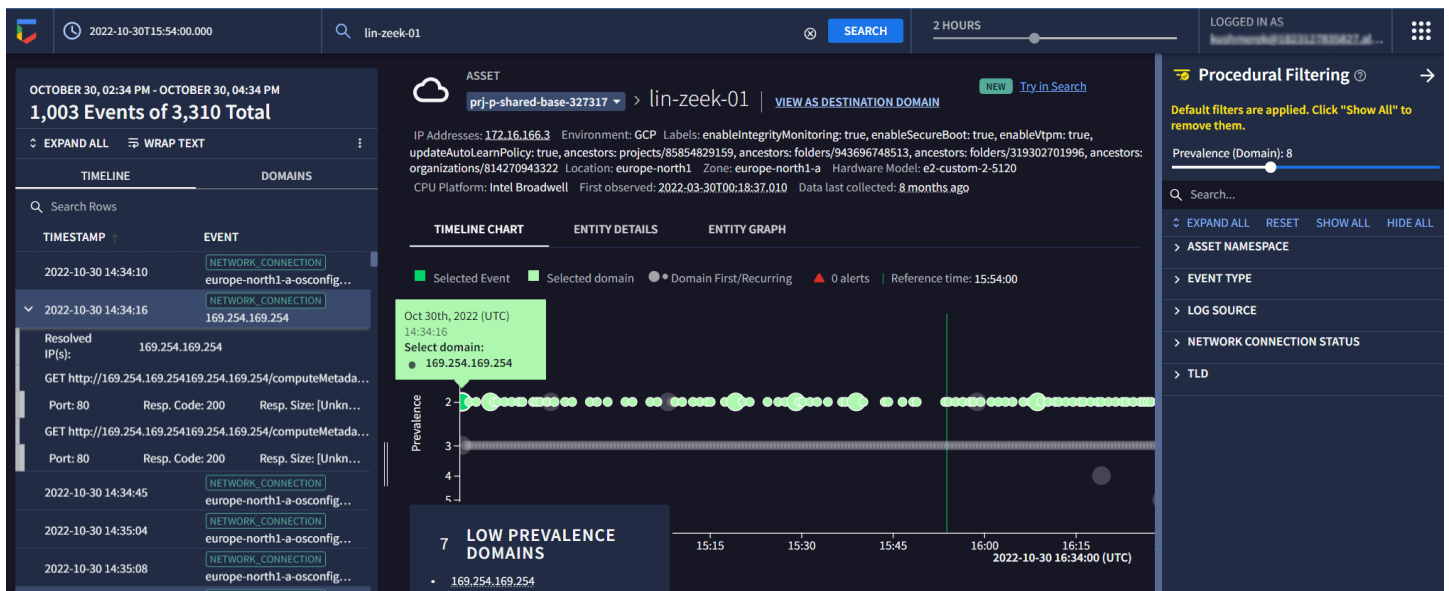 2022-10-30T15:54:00.000
lin-zeek-01
SEARCH
2 HOURS
LOGGED IN AS
OCTOBER 30, 02:34 PM - OCTOBER 30, 04:34 PM
1,003 Events of 3,310 Total
EXPAND ALL
WRAP TEXT
TIMELINE
DOMAINS
Search Rows
TIMESTAMP
EVENT
2022-10-30 14:34:10
NETWORK_CONNECTION
europe-north1-a-osconfig...
2022-10-30 14:34:16
NETWORK_CONNECTION
169.254.169.254
Resolved
IP(s):
169.254.169.254
GET http://169.254.169.254169.254.169.254/computeMetada...
Port: 80 Resp. Code: 200 Resp. Size: [Unkn...
GET http://169.254.169.254169.254.169.254/computeMetada...
Port: 80 Resp. Code: 200 Resp. Size: [Unkn...
2022-10-30 14:34:45
NETWORK_CONNECTION
europe-north1-a-osconfig...
2022-10-30 14:35:04
NETWORK_CONNECTION
europe-north1-a-osconfig...
2022-10-30 14:35:08
NETWORK_CONNECTION
europe-north1-a-osconfig...
ASSET
prj-p-shared-base-327317 > lin-zeek-01 | VIEW AS DESTINATION DOMAIN
NEW Try in Search
IP Addresses: 172.16.166.3 Environment: GCP Labels: enableIntegrityMonitoring: true, enableSecureBoot: true, enableVtpm: true,
updateAutoLearnPolicy: true, ancestors: projects/85854829159, ancestors: folders/943696748513, ancestors: folders/319302701996, ancestors:
organizations/814270943322 Location: europe-north1 Zone: europe-north1-a Hardware Model: e2-custom-2-5120
CPU Platform: Intel Broadwell First observed: 2022-03-30T00:18:37.010 Data last collected: 8 months ago
TIMELINE CHART
ENTITY DETAILS
ENTITY GRAPH
Selected Event
Selected domain
Domain First/Recurring
0 alerts
Reference time: 15:54:00
Oct 30th, 2022 (UTC)
14:34:16
Select domain:
169.254.169.254
Prevalence
2
3
4
5
15:15
15:30
15:45
16:00
16:15
2022-10-30 16:34:00 (UTC)
7 LOW PREVALENCE
DOMAINS
• 169.254.169.254
Procedural Filtering
Default filters are applied. Click "Show All" to
remove them.
Prevalence (Domain): 8
Search...
EXPAND ALL
RESET
SHOW ALL
HIDE ALL
ASSET NAMESPACE
EVENT TYPE
LOG SOURCE
NETWORK CONNECTION STATUS
TLD